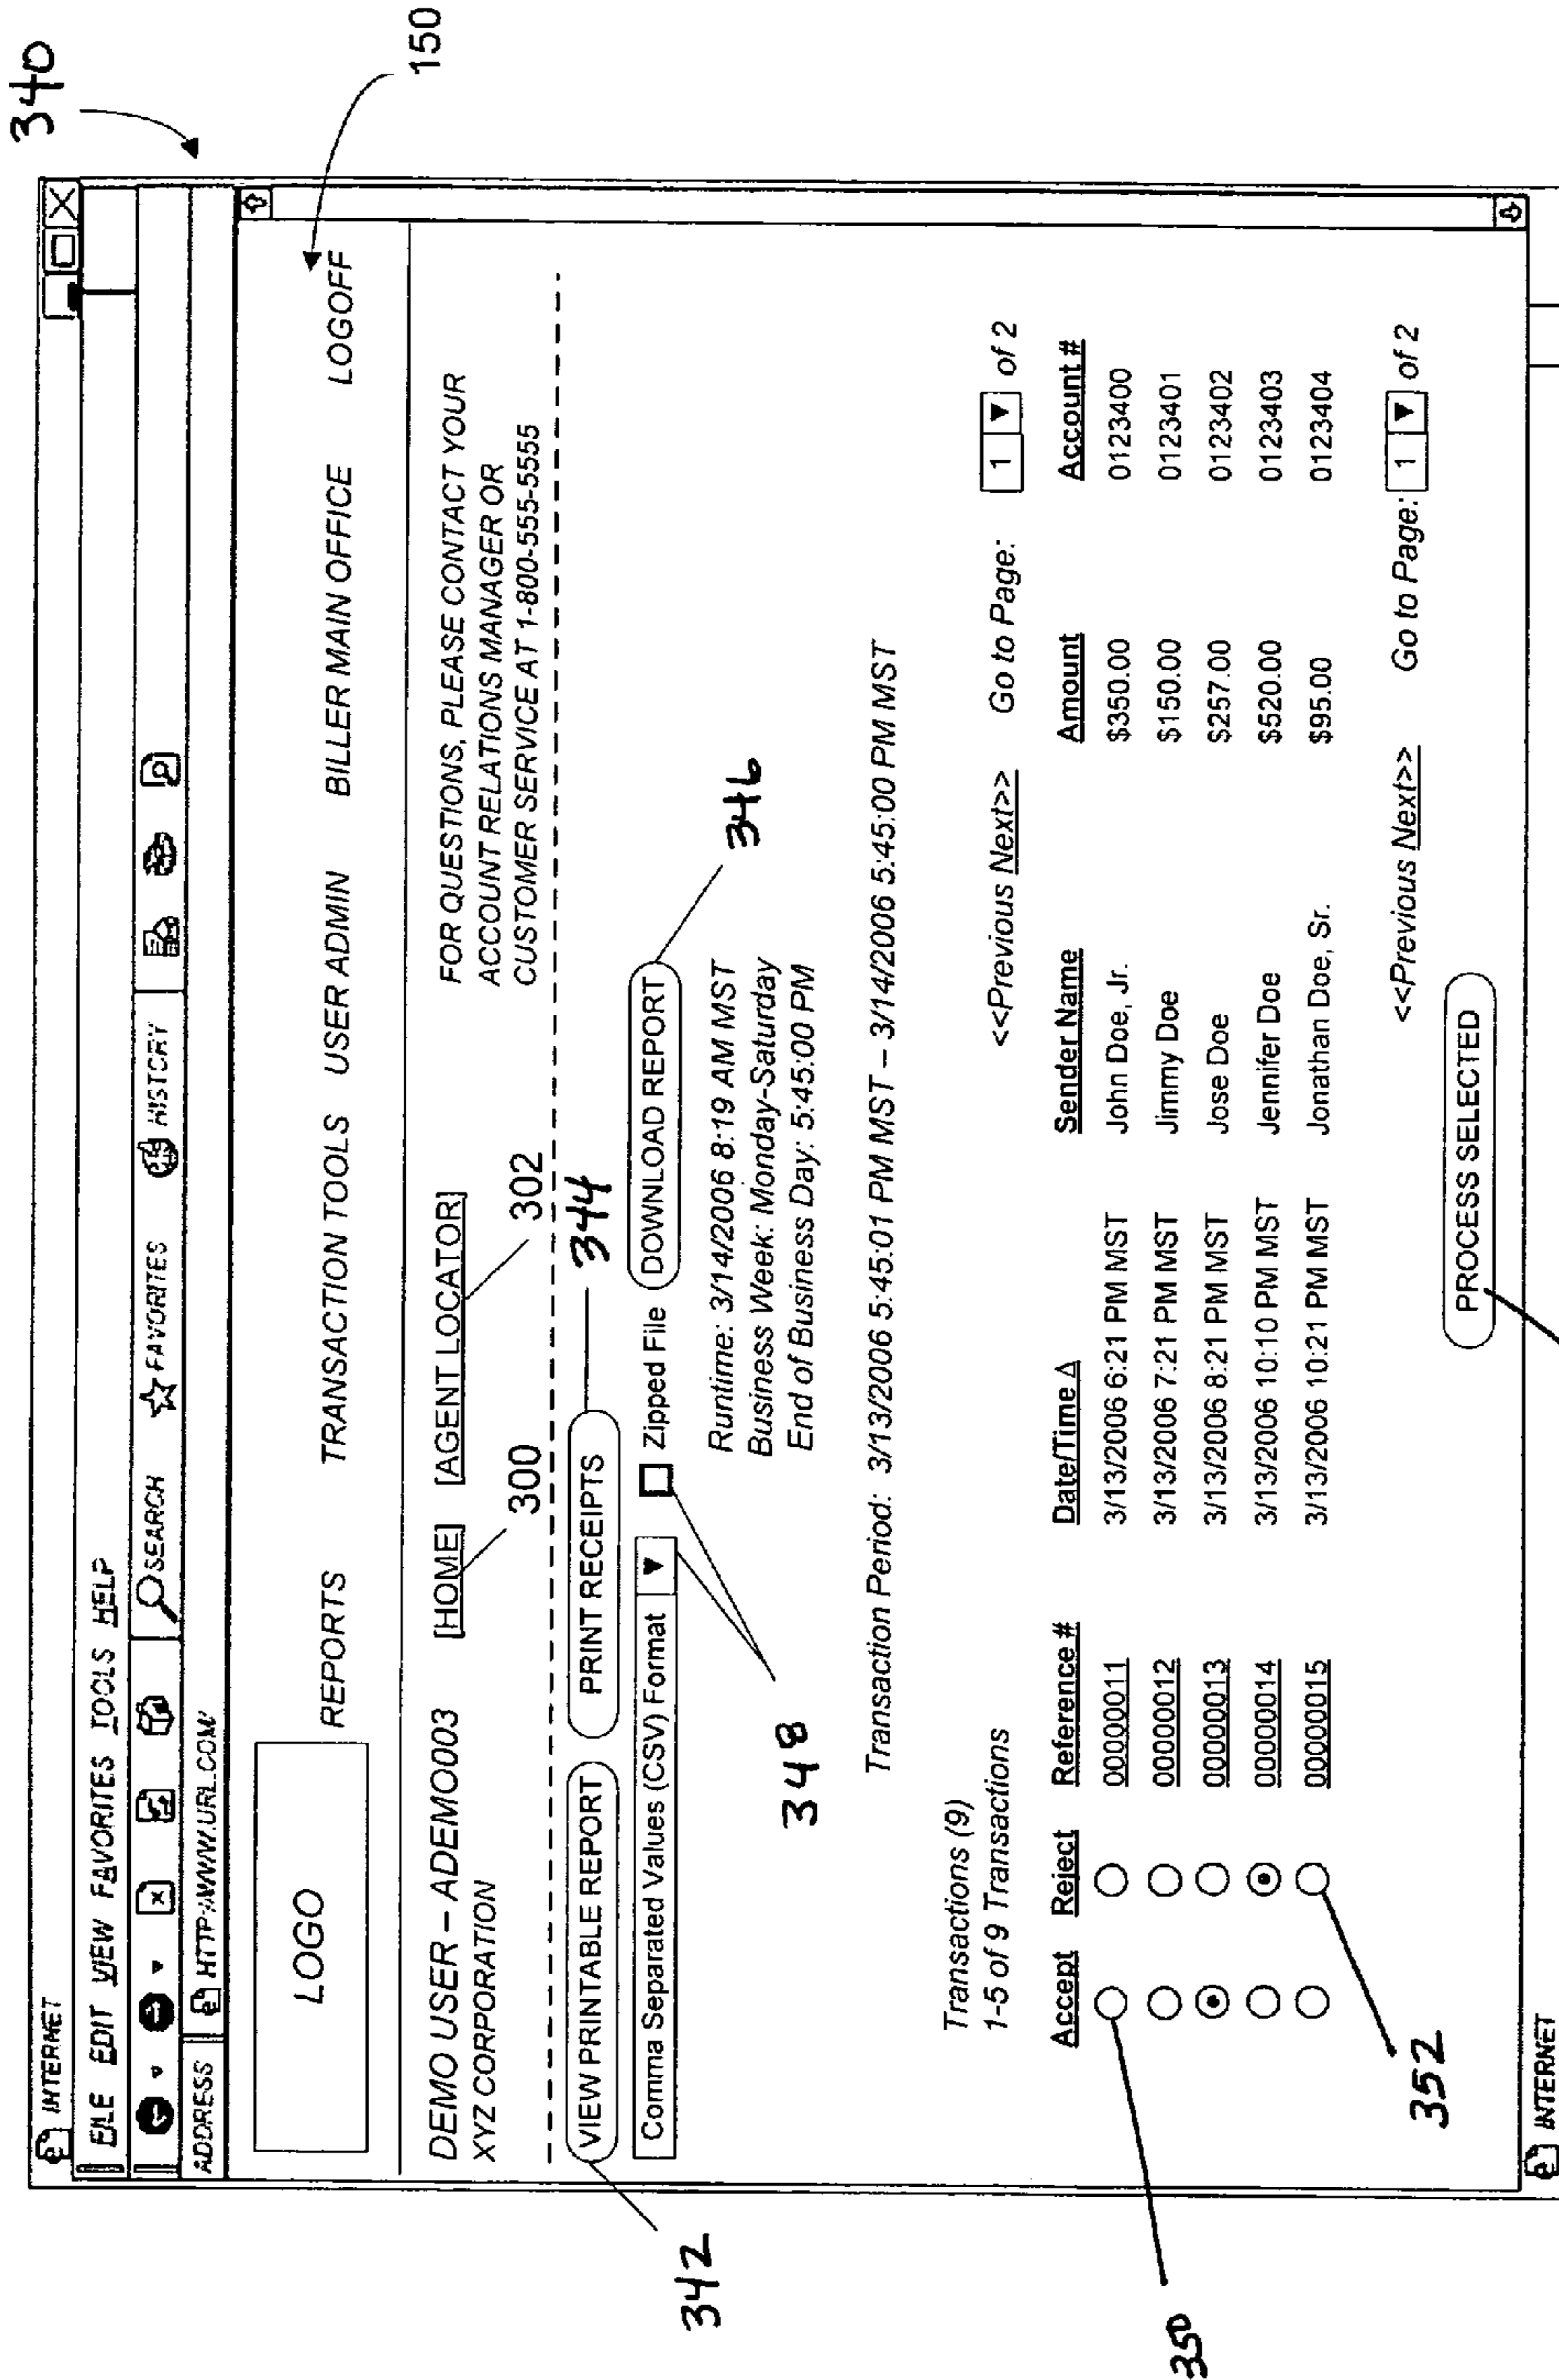 340
150
INTERNET
FILE EDIT VIEW FAVORITES TOOLS HELP
SEARCH FAVORITES HISTORY
ADDRESS HTTP:/WWW.URL.COM/
LOGO
REPORTS TRANSACTION TOOLS USER ADMIN BILLER MAIN OFFICE LOGOFF
DEMO USER – ADEMO003 [HOME] [AGENT LOCATOR]
XYZ CORPORATION
FOR QUESTIONS, PLEASE CONTACT YOUR
ACCOUNT RELATIONS MANAGER OR
CUSTOMER SERVICE AT 1-800-555-5555
300 302
344
VIEW PRINTABLE REPORT PRINT RECEIPTS
342
Comma Separated Values (CSV) Format ▼ Zipped File DOWNLOAD REPORT
346
348
Runtime: 3/14/2006 8:19 AM MST
Business Week: Monday-Saturday
End of Business Day: 5:45:00 PM
Transaction Period: 3/13/2006 5:45:01 PM MST – 3/14/2006 5:45:00 PM MST
Transactions (9)
1-5 of 9 Transactions <<Previous Next>> Go to Page: 1 ▼ of 2
Accept Reject Reference # Date/Time Δ Sender Name Amount Account #
00000011 3/13/2006 6:21 PM MST John Doe, Jr. $350.00 0123400
00000012 3/13/2006 7:21 PM MST Jimmy Doe $150.00 0123401
00000013 3/13/2006 8:21 PM MST Jose Doe $257.00 0123402
00000014 3/13/2006 10:10 PM MST Jennifer Doe $520.00 0123403
00000015 3/13/2006 10:21 PM MST Jonathan Doe, Sr. $95.00 0123404
350
352
<<Previous Next>> Go to Page: 1 ▼ of 2
PROCESS SELECTED
INTERNET